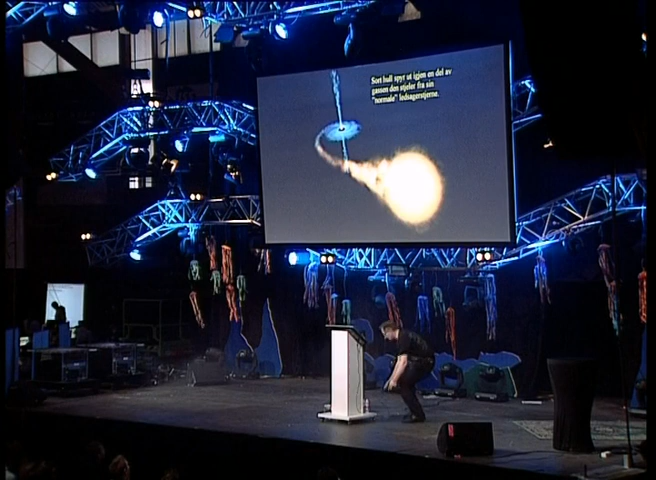 Sort hull spyr ut igjen en del av
gassen den stjeler fra sin
"normale" ledsagerstjerne.